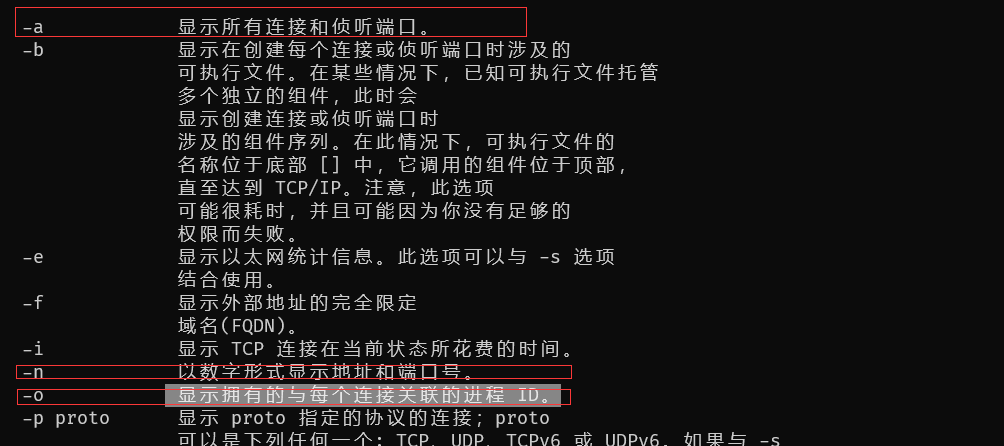 -a 显示所有连接和侦听端口。
-b 显示在创建每个连接或侦听端口时涉及的
可执行文件。在某些情况下，已知可执行文件托管
多个独立的组件，此时会
显示创建连接或侦听端口时
涉及的组件序列。在此情况下，可执行文件的
名称位于底部 [] 中，它调用的组件位于顶部，
直至达到 TCP/IP。注意，此选项
可能很耗时，并且可能因为你没有足够的
权限而失败。
-e 显示以太网统计信息。此选项可以与 -s 选项
结合使用。
-f 显示外部地址的完全限定
域名(FQDN)。
-i 显示 TCP 连接在当前状态所花费的时间。
-n 以数字形式显示地址和端口号。
-o 显示拥有的与每个连接关联的进程 ID。
-p proto 显示 proto 指定的协议的连接；proto
可以是下列任何一个: TCP、UDP、TCPv6 或 UDPv6。如果与 -s